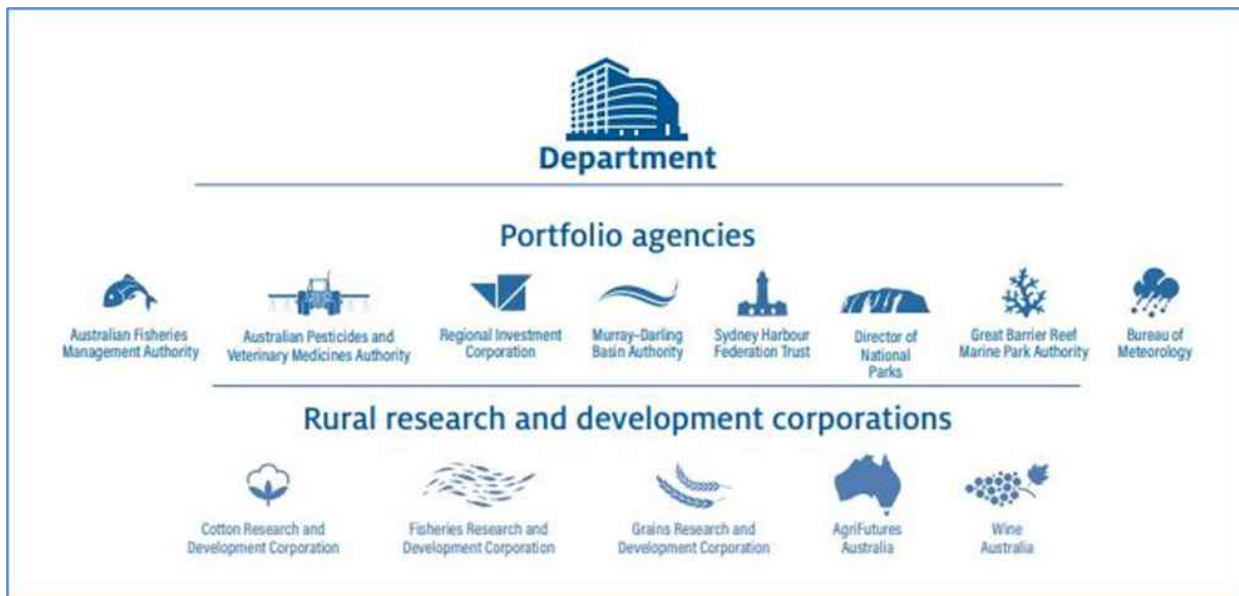 Department
Portfolio agencies
Australian Fisheries
Management Authority
Australian Pesticides and
Veterinary Medicines Authority
Regional Investment
Corporation
Murray–Darling
Basin Authority
Sydney Harbour
Federation Trust
Director of
National
Parks
Great Barrier Reef
Marine Park Authority
Bureau of
Meteorology
Rural research and development corporations
Cotton Research and
Development Corporation
Fisheries Research and
Development Corporation
Grains Research and
Development Corporation
AgriFutures
Australia
Wine
Australia